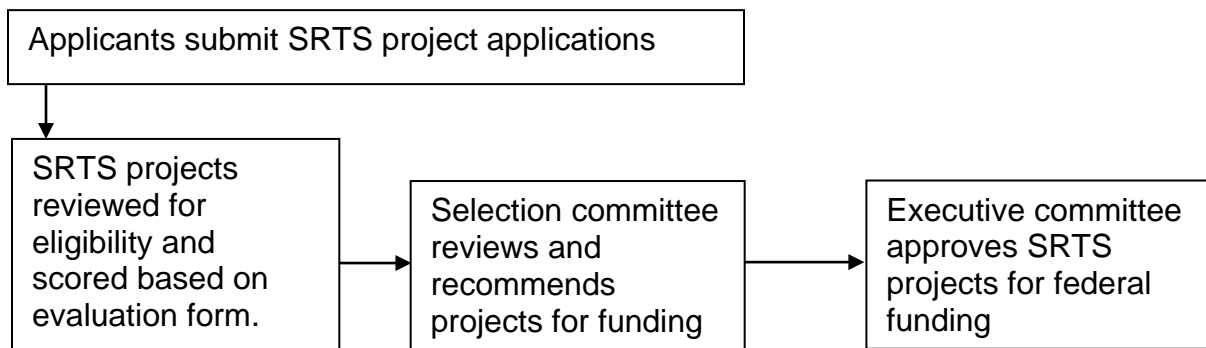 Applicants submit SRTS project applications
SRTS projects
reviewed for
eligibility and
scored based on
evaluation form.
Selection committee
reviews and
recommends
projects for funding
Executive committee
approves SRTS
projects for federal
funding